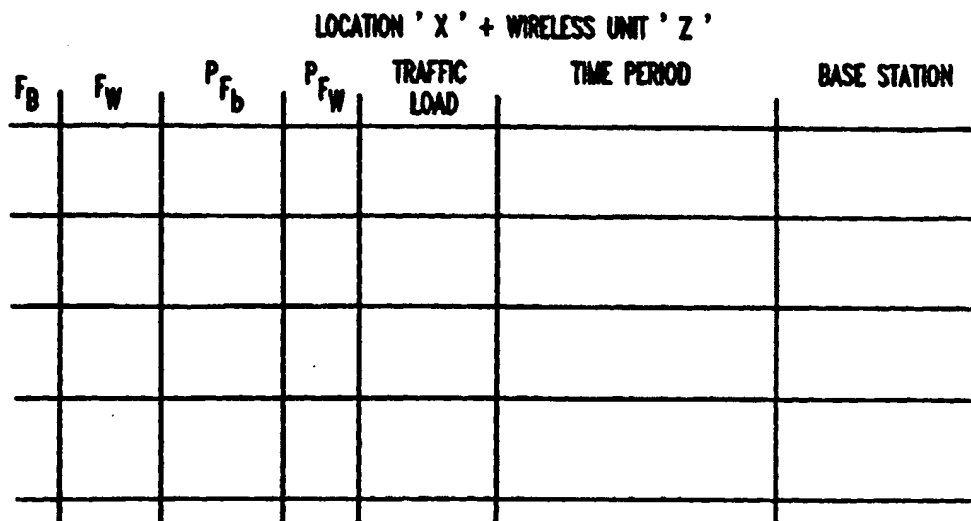 LOCATION ' X ' + WIRELESS UNIT ' Z '
F_B F_W P_F_b P_F_W TRAFFIC LOAD TIME PERIOD BASE STATION